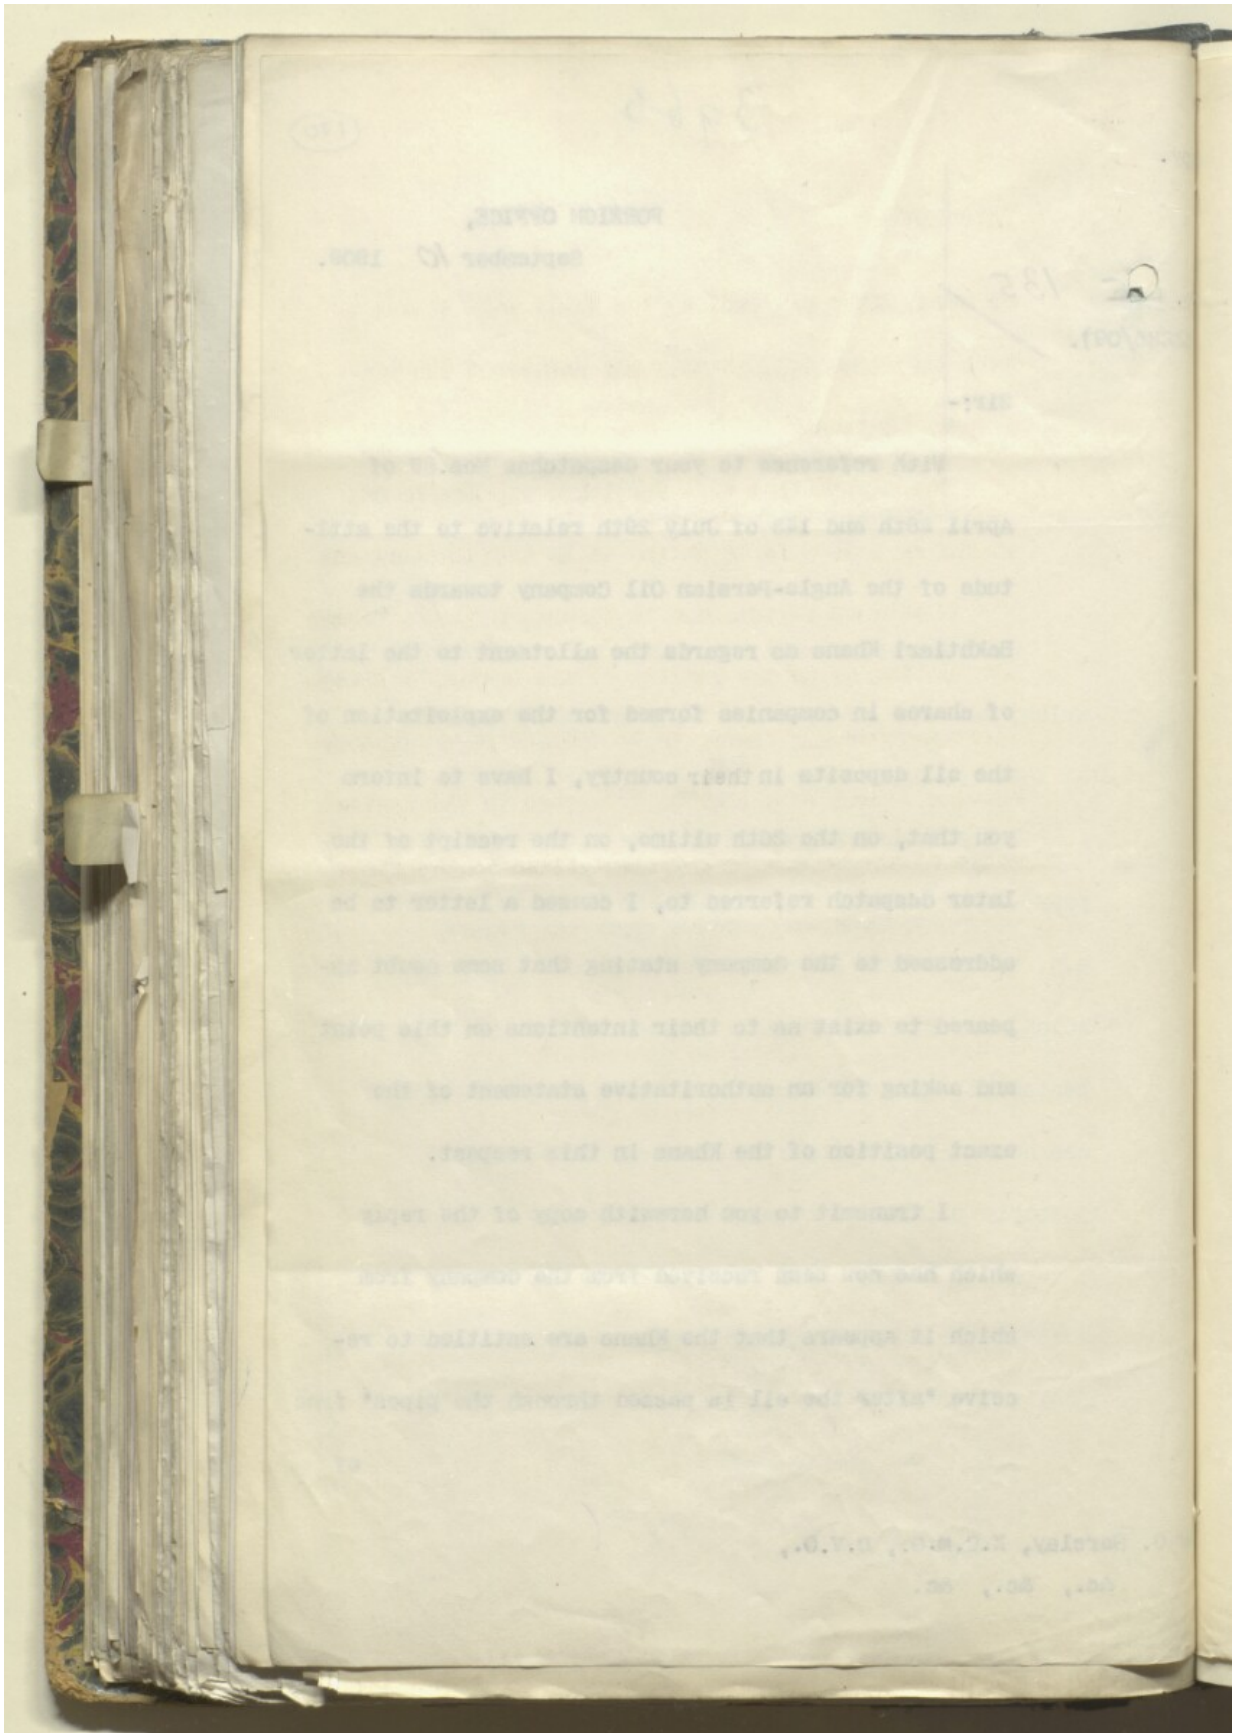 FOREIGN OFFICE,
September 10 1909.
135
Sir:-
With reference to your despatches Nos. of
April 28th and 148 of July 29th relative to the atti-
tude of the Anglo-Persian Oil Company towards the
Bakhtiari Khans as regards the allotment to the latter
of shares in companies formed for the exploitation of
the oil deposits in their country, I have to inform
you that, on the 20th ultimo, on the receipt of the
later despatch referred to, I caused a letter to be
addressed to the Company stating that some doubt ap-
peared to exist as to their intentions on this point
and asking for an authoritative statement of the
exact position of the Khans in this respect.
I transmit to you herewith copy of the reply
which has now been received from the Company from
which it appears that the Khans are entitled to re-
ceive "after the oil is passed through the pipes" free
Barclay, K.C.M.G., C.V.O.,
&c., &c., &c.